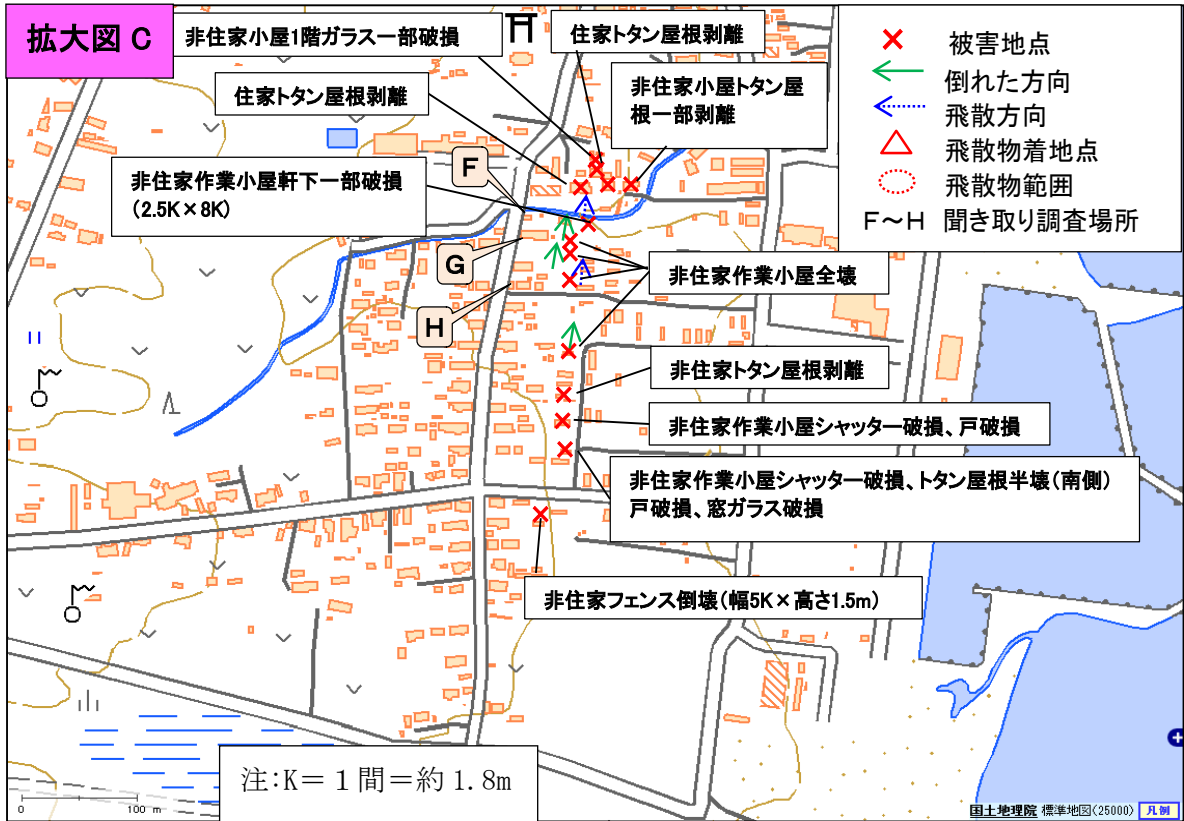 拡大図 C
非住家小屋1階ガラス一部破損
住家トタン屋根剥離
住家トタン屋根剥離
非住家小屋トタン屋
根一部剥離
非住家作業小屋軒下一部破損
(2.5K×8K)
F
G
H
被害地点
倒れた方向
飛散方向
飛散物着地点
飛散物範囲
F～H 聞き取り調査場所
非住家作業小屋全壊
非住家トタン屋根剥離
非住家作業小屋シャッター破損、戸破損
非住家作業小屋シャッター破損、トタン屋根半壊(南側)
戸破損、窓ガラス破損
非住家フェンス倒壊(幅5K×高さ1.5m)
注:K=1間=約1.8m
0 100 m
国土地理院 標準地図(25000) 凡例